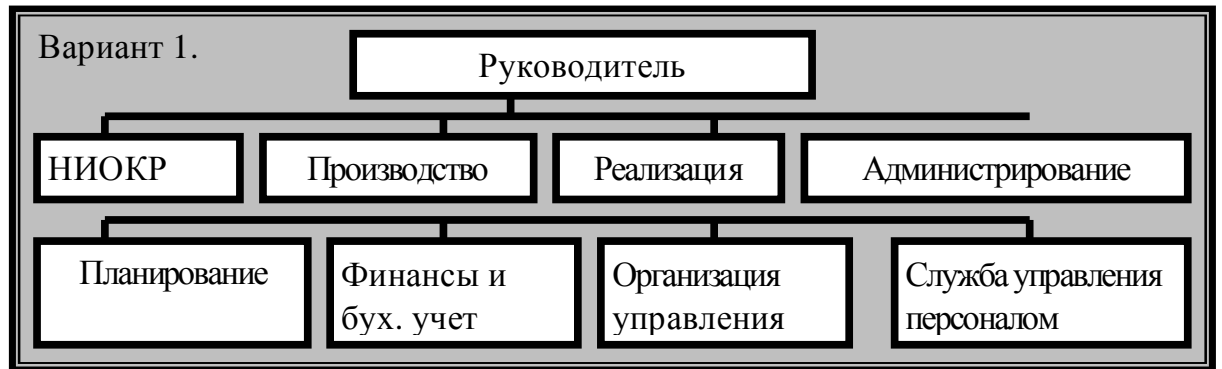 Вариант 1.
Руководитель
НИОКР
Производство
Реализация
Администрирование
Планирование
Финансы и
бух. учет
Организация
управления
Служба управления
персоналом